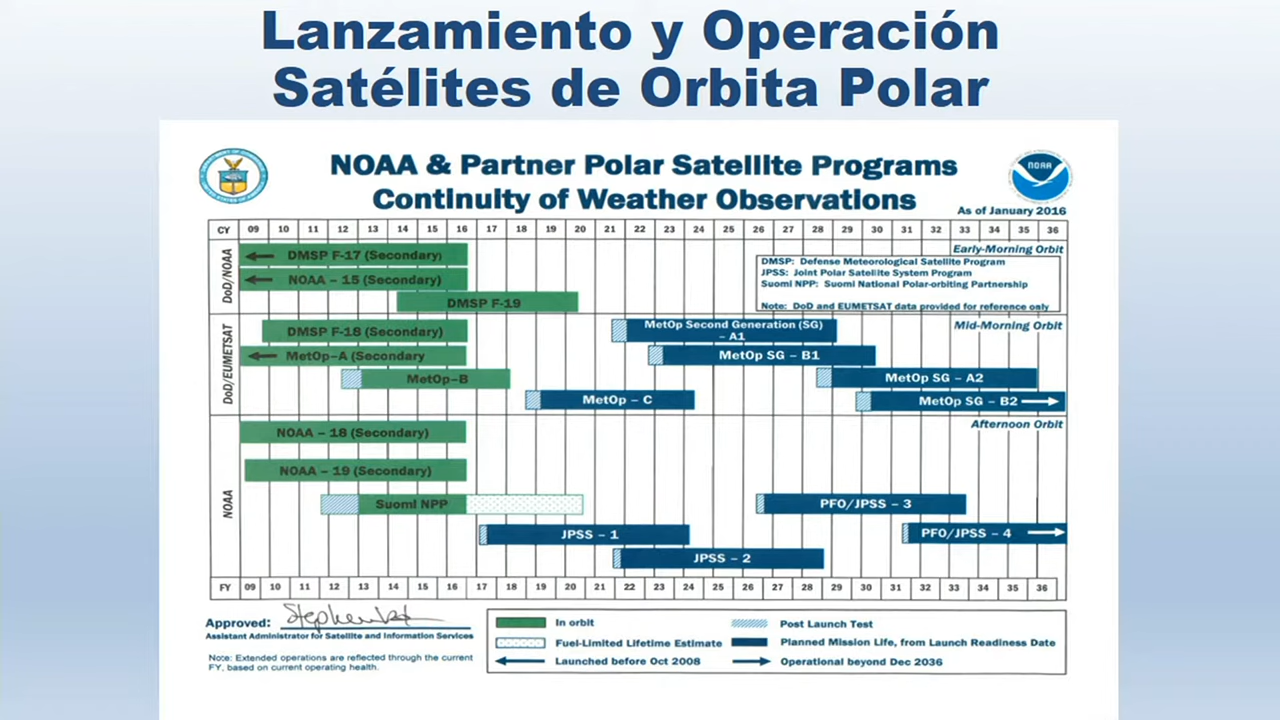 Lanzamiento y Operación
Satélites de Orbita Polar
NOAA & Partner Polar Satellite Programs
Continuity of Weather Observations
NOAA
As of January 2016
CY 09 10 11 12 13 14 15 16 17 18 19 20 21 22 23 24 25 26 27 28 29 30 31 32 33 34 35 36
DoD/NOAA
Early-Morning Orbit
DMSP F-17 (Secondary)
NOAA – 15 (Secondary)
DMSP F-19
DMSP: Defense Meteorological Satellite Program
JPSS: Joint Polar Satellite System Program
Suomi NPP: Suomi National Polar-orbiting Partnership
Note: DoD and EUMETSAT data provided for reference only
DoD/EUMETSAT
Mid-Morning Orbit
DMSP F-18 (Secondary)
MetOp Second Generation (SG)
– A1
MetOp-A (Secondary
MetOp SG – B1
MetOp-B
MetOp SG – A2
MetOp – C
MetOp SG – B2
NOAA
Afternoon Orbit
NOAA – 18 (Secondary)
NOAA – 19 (Secondary)
Suomi NPP
PFO/JPSS – 3
JPSS – 1
PFO/JPSS – 4
JPSS – 2
FY 09 10 11 12 13 14 15 16 17 18 19 20 21 22 23 24 25 26 27 28 29 30 31 32 33 34 35 36
Approved:
Assistant Administrator for Satellite and Information Services
Note: Extended operations are reflected through the current
FY, based on current operating health.
In orbit
Post Launch Test
Fuel-Limited Lifetime Estimate
Planned Mission Life, from Launch Readiness Date
Launched before Oct 2008
Operational beyond Dec 2036